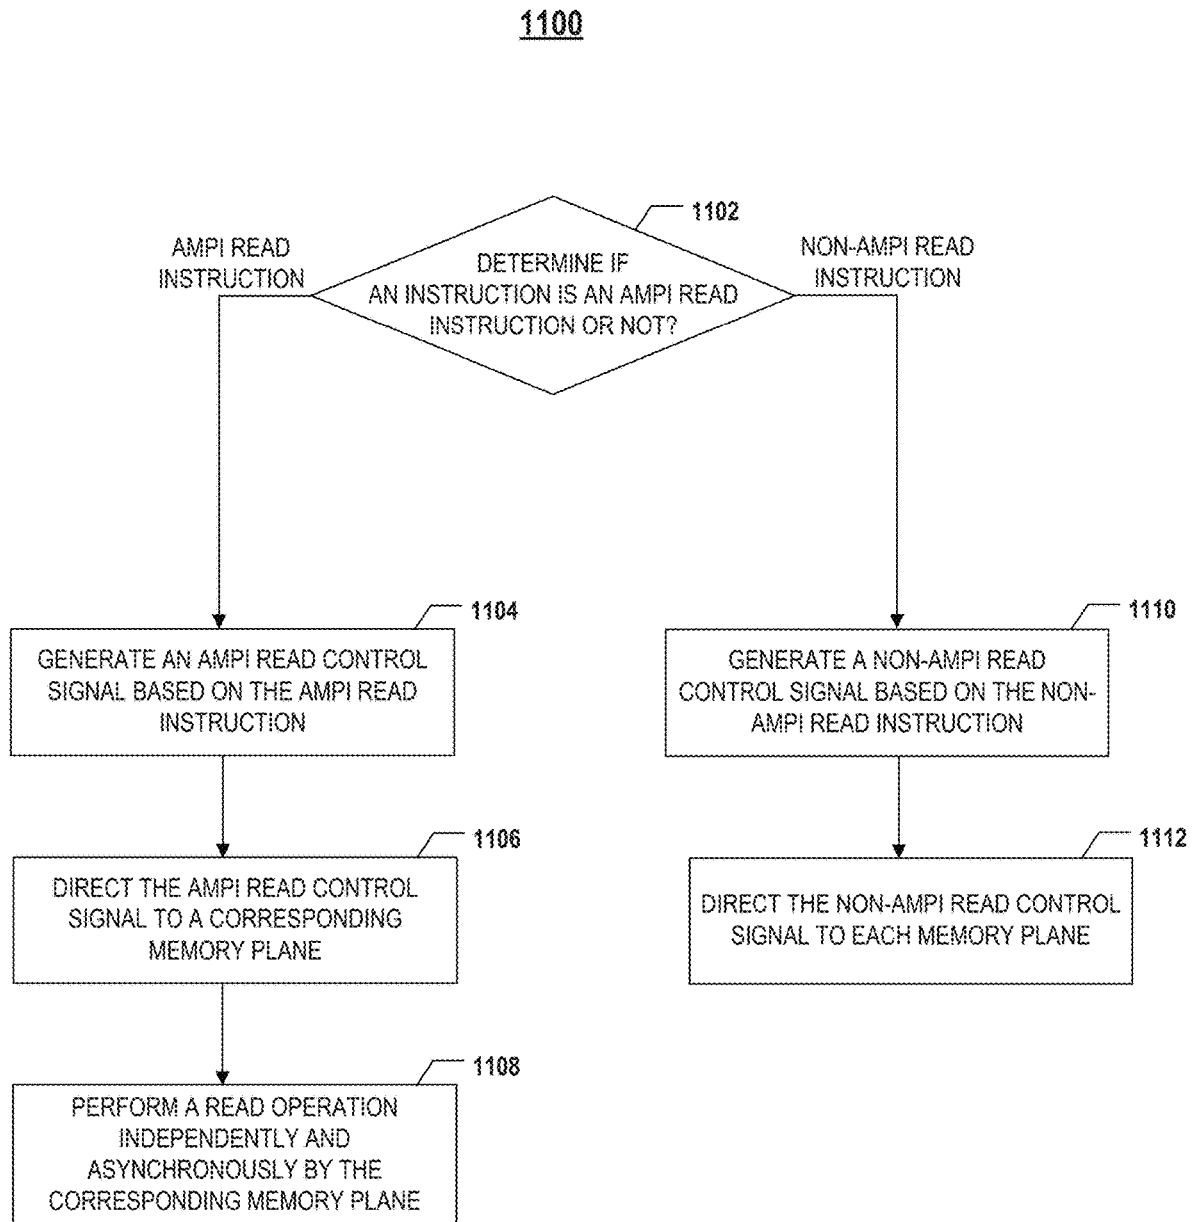 1100
1102
AMPI READ
INSTRUCTION
NON-AMPI READ
INSTRUCTION
DETERMINE IF
AN INSTRUCTION IS AN AMPI READ
INSTRUCTION OR NOT?
1104
GENERATE AN AMPI READ CONTROL
SIGNAL BASED ON THE AMPI READ
INSTRUCTION
1110
GENERATE A NON-AMPI READ
CONTROL SIGNAL BASED ON THE NON-
AMPI READ INSTRUCTION
1106
DIRECT THE AMPI READ CONTROL
SIGNAL TO A CORRESPONDING
MEMORY PLANE
1112
DIRECT THE NON-AMPI READ CONTROL
SIGNAL TO EACH MEMORY PLANE
1108
PERFORM A READ OPERATION
INDEPENDENTLY AND
ASYNCHRONOUSLY BY THE
CORRESPONDING MEMORY PLANE